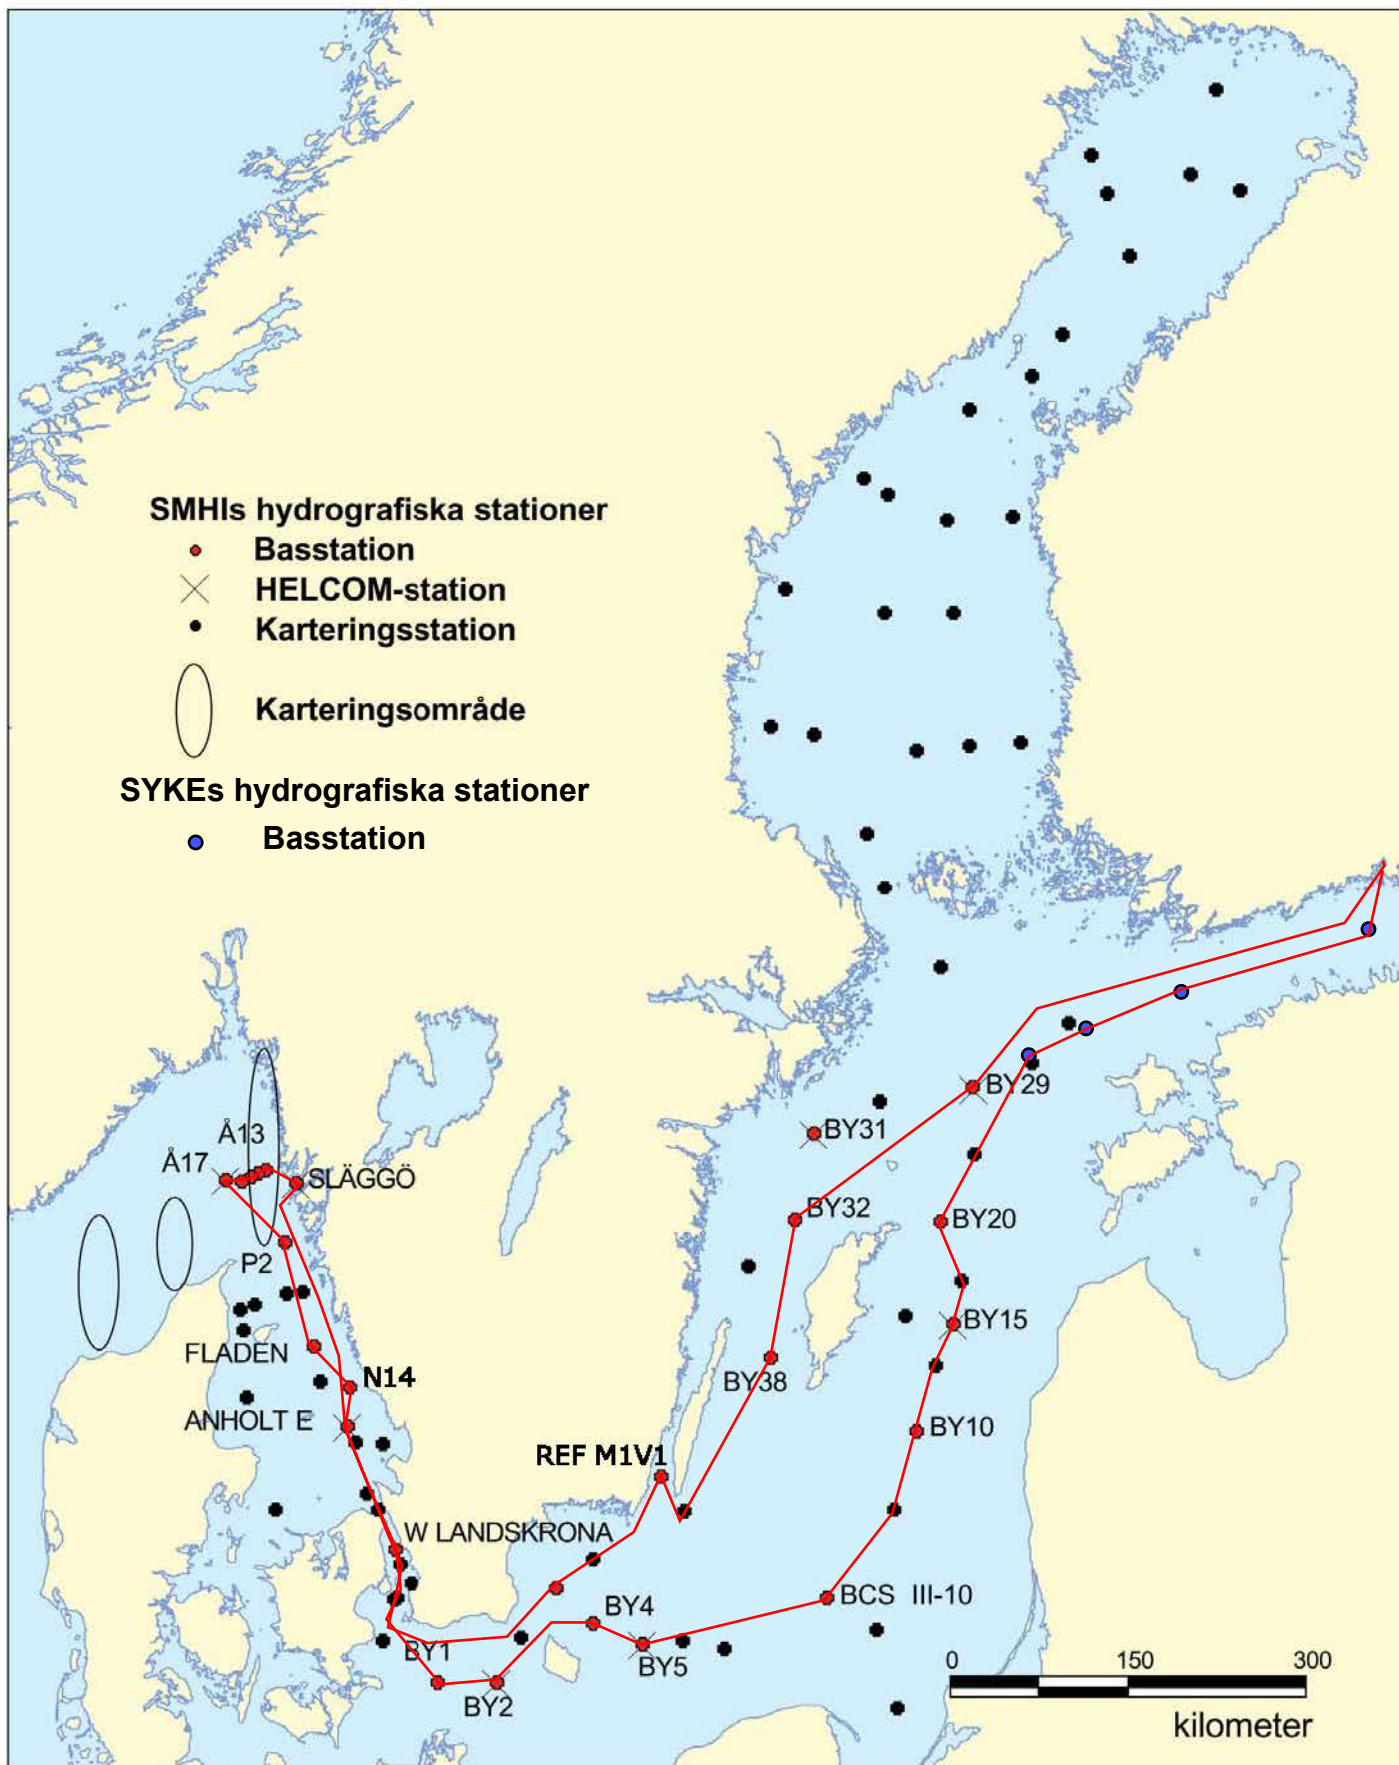 SMHIs hydrografiska stationer
Basstation
HELCOM-station
Karteringsstation
Karteringsområde
SYKEs hydrografiska stationer
Basstation
BY29
BY31
Å13
Å17
SLÄGGÖ
BY32
BY20
P2
BY15
FLADEN
N14
BY38
ANHOLT E
BY10
REF M1V1
W LANDSKRONA
BCS III-10
BY4
BY1
BY5
BY2
0 150 300
kilometer